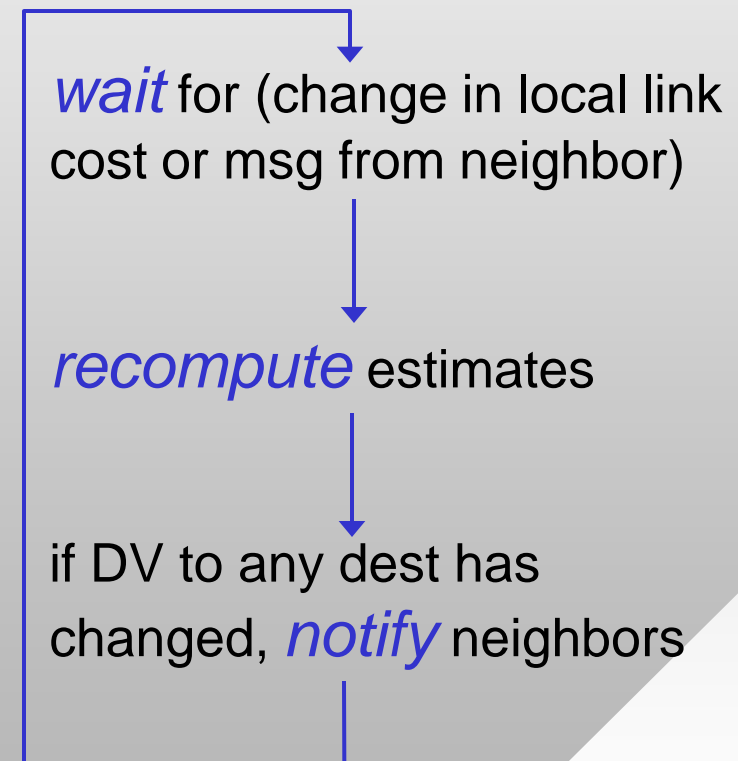 wait for (change in local link
cost or msg from neighbor)
recompute estimates
if DV to any dest has
changed, notify neighbors